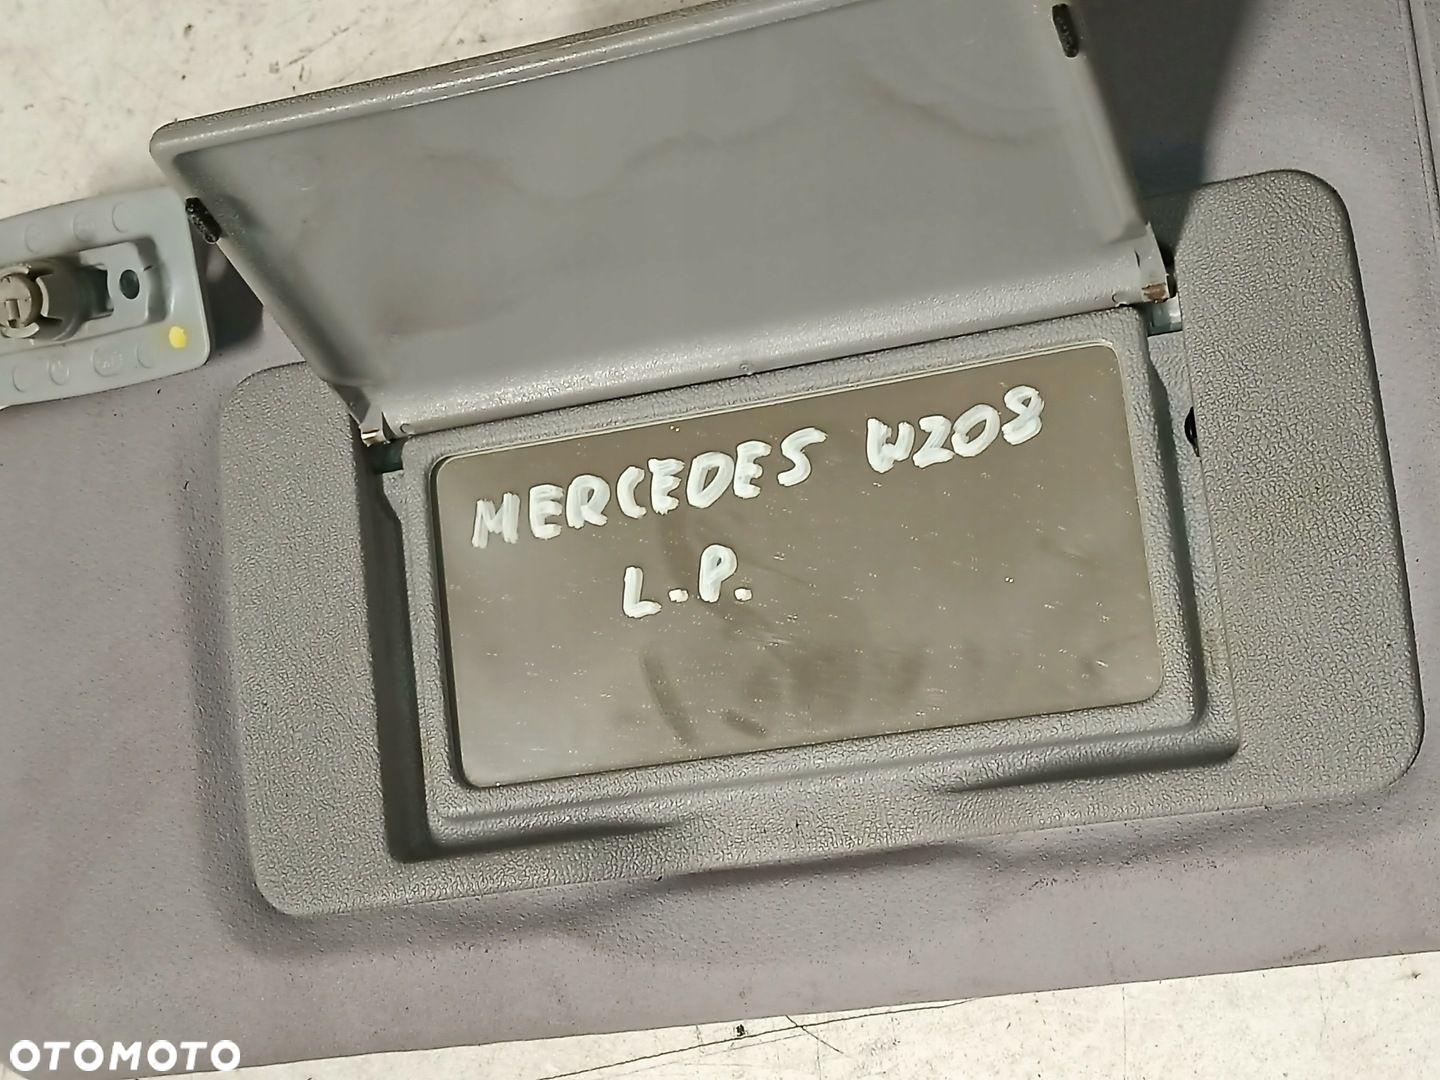 MERCEDES W208
L.P.
OTOMOTO